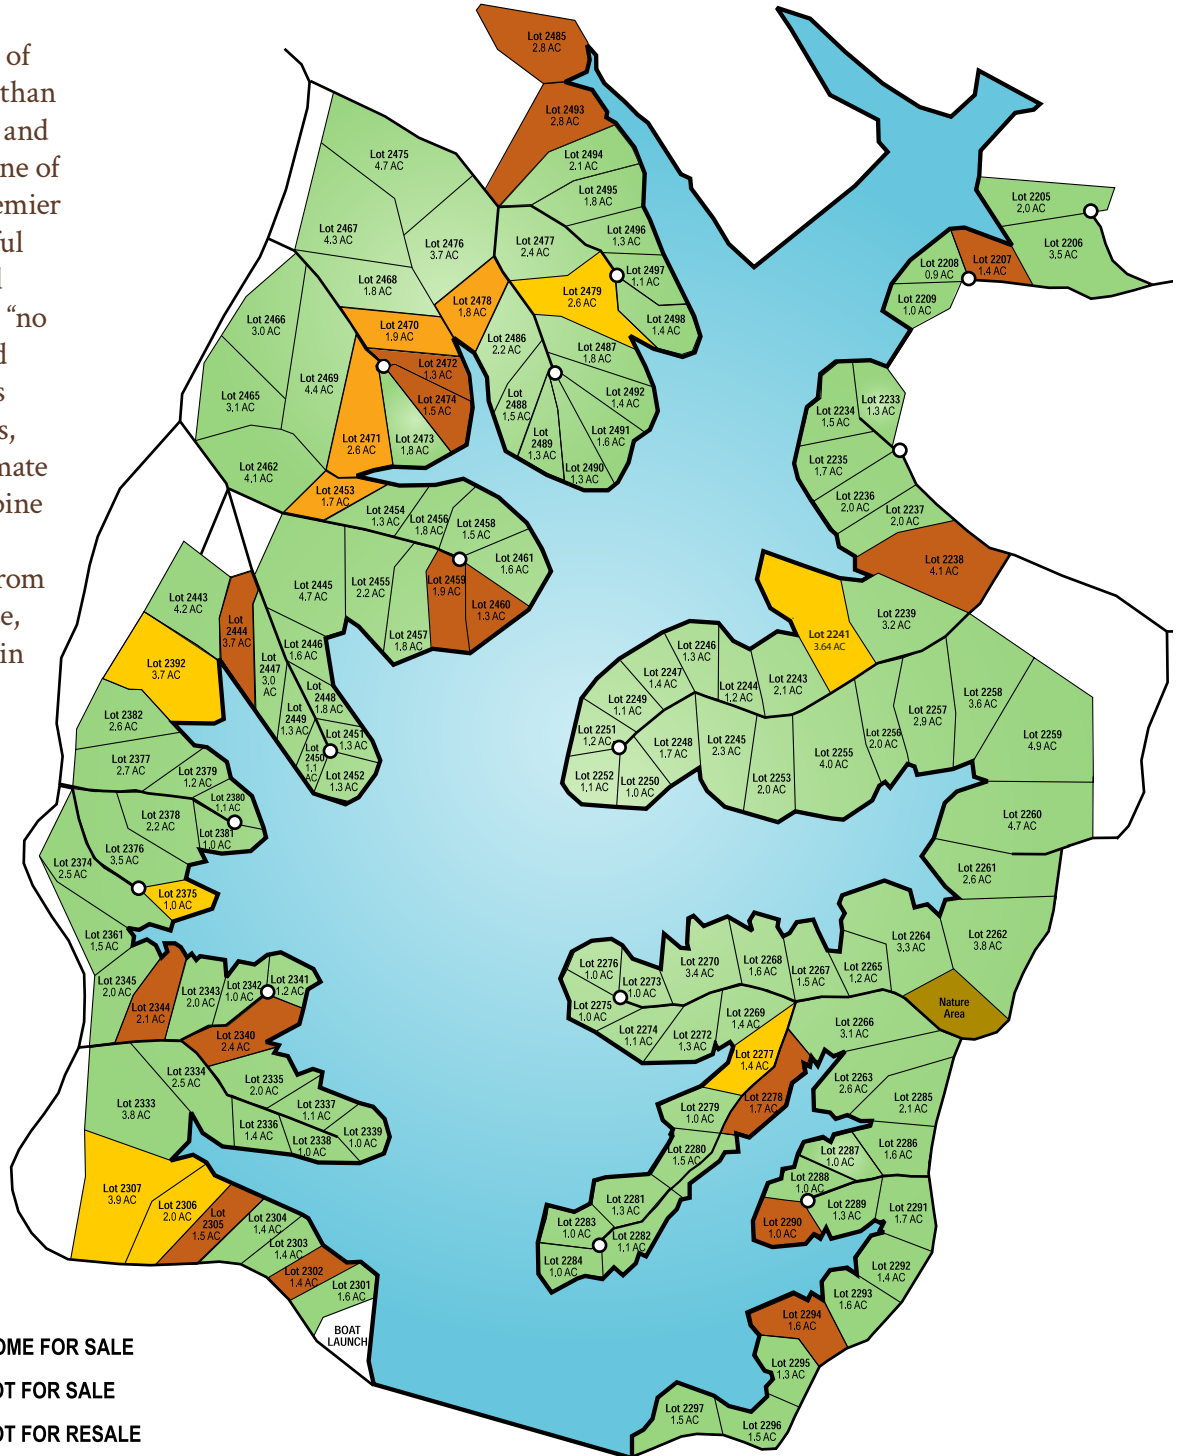 of
than
and
ne of
emier
ful
“no
s
s,
nate
pine
rom
e,
in
Lot 2485
2.8 AC
Lot 2493
2.8 AC
Lot 2494
2.1 AC
Lot 2495
1.8 AC
Lot 2496
1.3 AC
Lot 2497
1.1 AC
Lot 2498
1.4 AC
Lot 2475
4.7 AC
Lot 2467
4.3 AC
Lot 2476
3.7 AC
Lot 2477
2.4 AC
Lot 2468
1.8 AC
Lot 2478
1.8 AC
Lot 2479
2.6 AC
Lot 2466
3.0 AC
Lot 2470
1.9 AC
Lot 2486
2.2 AC
Lot 2487
1.8 AC
Lot 2472
1.3 AC
Lot 2469
4.4 AC
Lot 2465
3.1 AC
Lot 2474
1.5 AC
Lot
2488
1.5 AC
Lot 2492
1.4 AC
Lot 2471
2.6 AC
Lot 2473
1.8 AC
Lot
2489
1.3 AC
Lot 2491
1.6 AC
Lot 2490
1.3 AC
Lot 2462
4.1 AC
Lot 2453
1.7 AC
Lot 2454
1.3 AC
Lot 2456
1.8 AC
Lot 2458
1.5 AC
Lot 2461
1.6 AC
Lot 2445
4.7 AC
Lot 2455
2.2 AC
Lot 2459
1.9 AC
Lot 2460
1.3 AC
Lot 2457
1.8 AC
Lot 2443
4.2 AC
Lot
2444
3.7 AC
Lot 2446
1.6 AC
Lot
2447
3.0
AC
Lot
2448
1.8 AC
Lot
2449
1.3 AC
Lot
2450
1.1
AC
Lot 2451
1.3 AC
Lot 2452
1.3 AC
Lot 2392
3.7 AC
Lot 2382
2.6 AC
Lot 2377
2.7 AC
Lot 2379
1.2 AC
Lot 2380
1.1 AC
Lot 2378
2.2 AC
Lot 2381
1.0 AC
Lot 2376
3.5 AC
Lot 2374
2.5 AC
Lot 2375
1.0 AC
Lot 2361
1.5 AC
Lot 2345
2.0 AC
Lot 2344
2.1 AC
Lot 2343
2.0 AC
Lot 2342
1.0 AC
Lot 2341
1.2 AC
Lot 2340
2.4 AC
Lot 2334
2.5 AC
Lot 2335
2.0 AC
Lot 2333
3.8 AC
Lot 2337
1.1 AC
Lot 2336
1.4 AC
Lot 2338
1.0 AC
Lot 2339
1.0 AC
Lot 2307
3.9 AC
Lot 2306
2.0 AC
Lot
2305
1.5 AC
Lot 2304
1.4 AC
Lot 2303
1.4 AC
Lot 2302
1.4 AC
Lot 2301
1.6 AC
BOAT
LAUNCH
Lot 2205
2.0 AC
Lot 2206
3.5 AC
Lot 2207
1.4 AC
Lot 2208
0.9 AC
Lot 2209
1.0 AC
Lot 2233
1.3 AC
Lot 2234
1.5 AC
Lot 2235
1.7 AC
Lot 2236
2.0 AC
Lot 2237
2.0 AC
Lot 2238
4.1 AC
Lot 2239
3.2 AC
Lot 2241
3.64 AC
Lot 2246
1.3 AC
Lot 2247
1.4 AC
Lot 2244
1.2 AC
Lot 2243
2.1 AC
Lot 2249
1.1 AC
Lot 2251
1.2 AC
Lot 2248
1.7 AC
Lot 2245
2.3 AC
Lot 2252
1.1 AC
Lot 2250
1.0 AC
Lot 2253
2.0 AC
Lot 2255
4.0 AC
Lot 2256
2.0 AC
Lot 2257
2.9 AC
Lot 2258
3.6 AC
Lot 2259
4.9 AC
Lot 2260
4.7 AC
Lot 2261
2.6 AC
Lot 2262
3.8 AC
Lot 2264
3.3 AC
Nature
Area
Lot 2276
1.0 AC
Lot 2273
1.0 AC
Lot 2270
3.4 AC
Lot 2268
1.6 AC
Lot 2267
1.5 AC
Lot 2265
1.2 AC
Lot 2275
1.0 AC
Lot 2274
1.1 AC
Lot 2272
1.3 AC
Lot 2269
1.4 AC
Lot 2266
3.1 AC
Lot 2277
1.4 AC
Lot 2278
1.7 AC
Lot 2263
2.6 AC
Lot 2285
2.1 AC
Lot 2279
1.0 AC
Lot 2280
1.5 AC
Lot 2286
1.6 AC
Lot 2287
1.0 AC
Lot 2288
1.0 AC
Lot 2281
1.3 AC
Lot 2283
1.0 AC
Lot 2282
1.1 AC
Lot 2284
1.0 AC
Lot 2289
1.3 AC
Lot 2290
1.0 AC
Lot 2291
1.7 AC
Lot 2292
1.4 AC
Lot 2293
1.6 AC
Lot 2294
1.6 AC
Lot 2295
1.3 AC
Lot 2297
1.5 AC
Lot 2296
1.5 AC
OME FOR SALE
OT FOR SALE
OT FOR RESALE